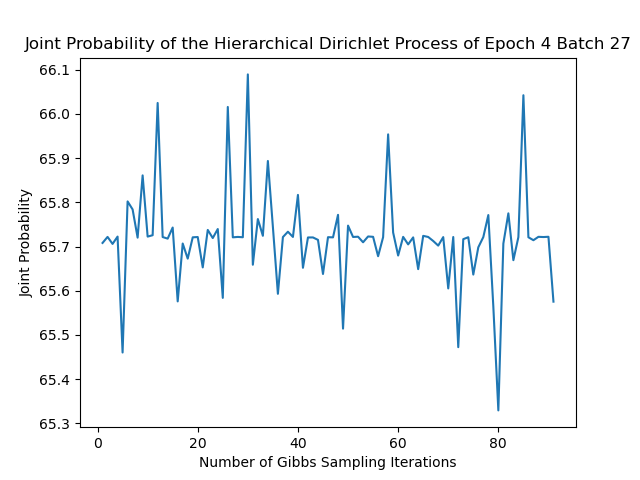 Joint Probability of the Hierarchical Dirichlet Process of Epoch 4 Batch 27
66.1
66.0
65.9
65.8
65.7
65.6
65.5
65.4
65.3
Joint Probability
0 20 40 60 80
Number of Gibbs Sampling Iterations